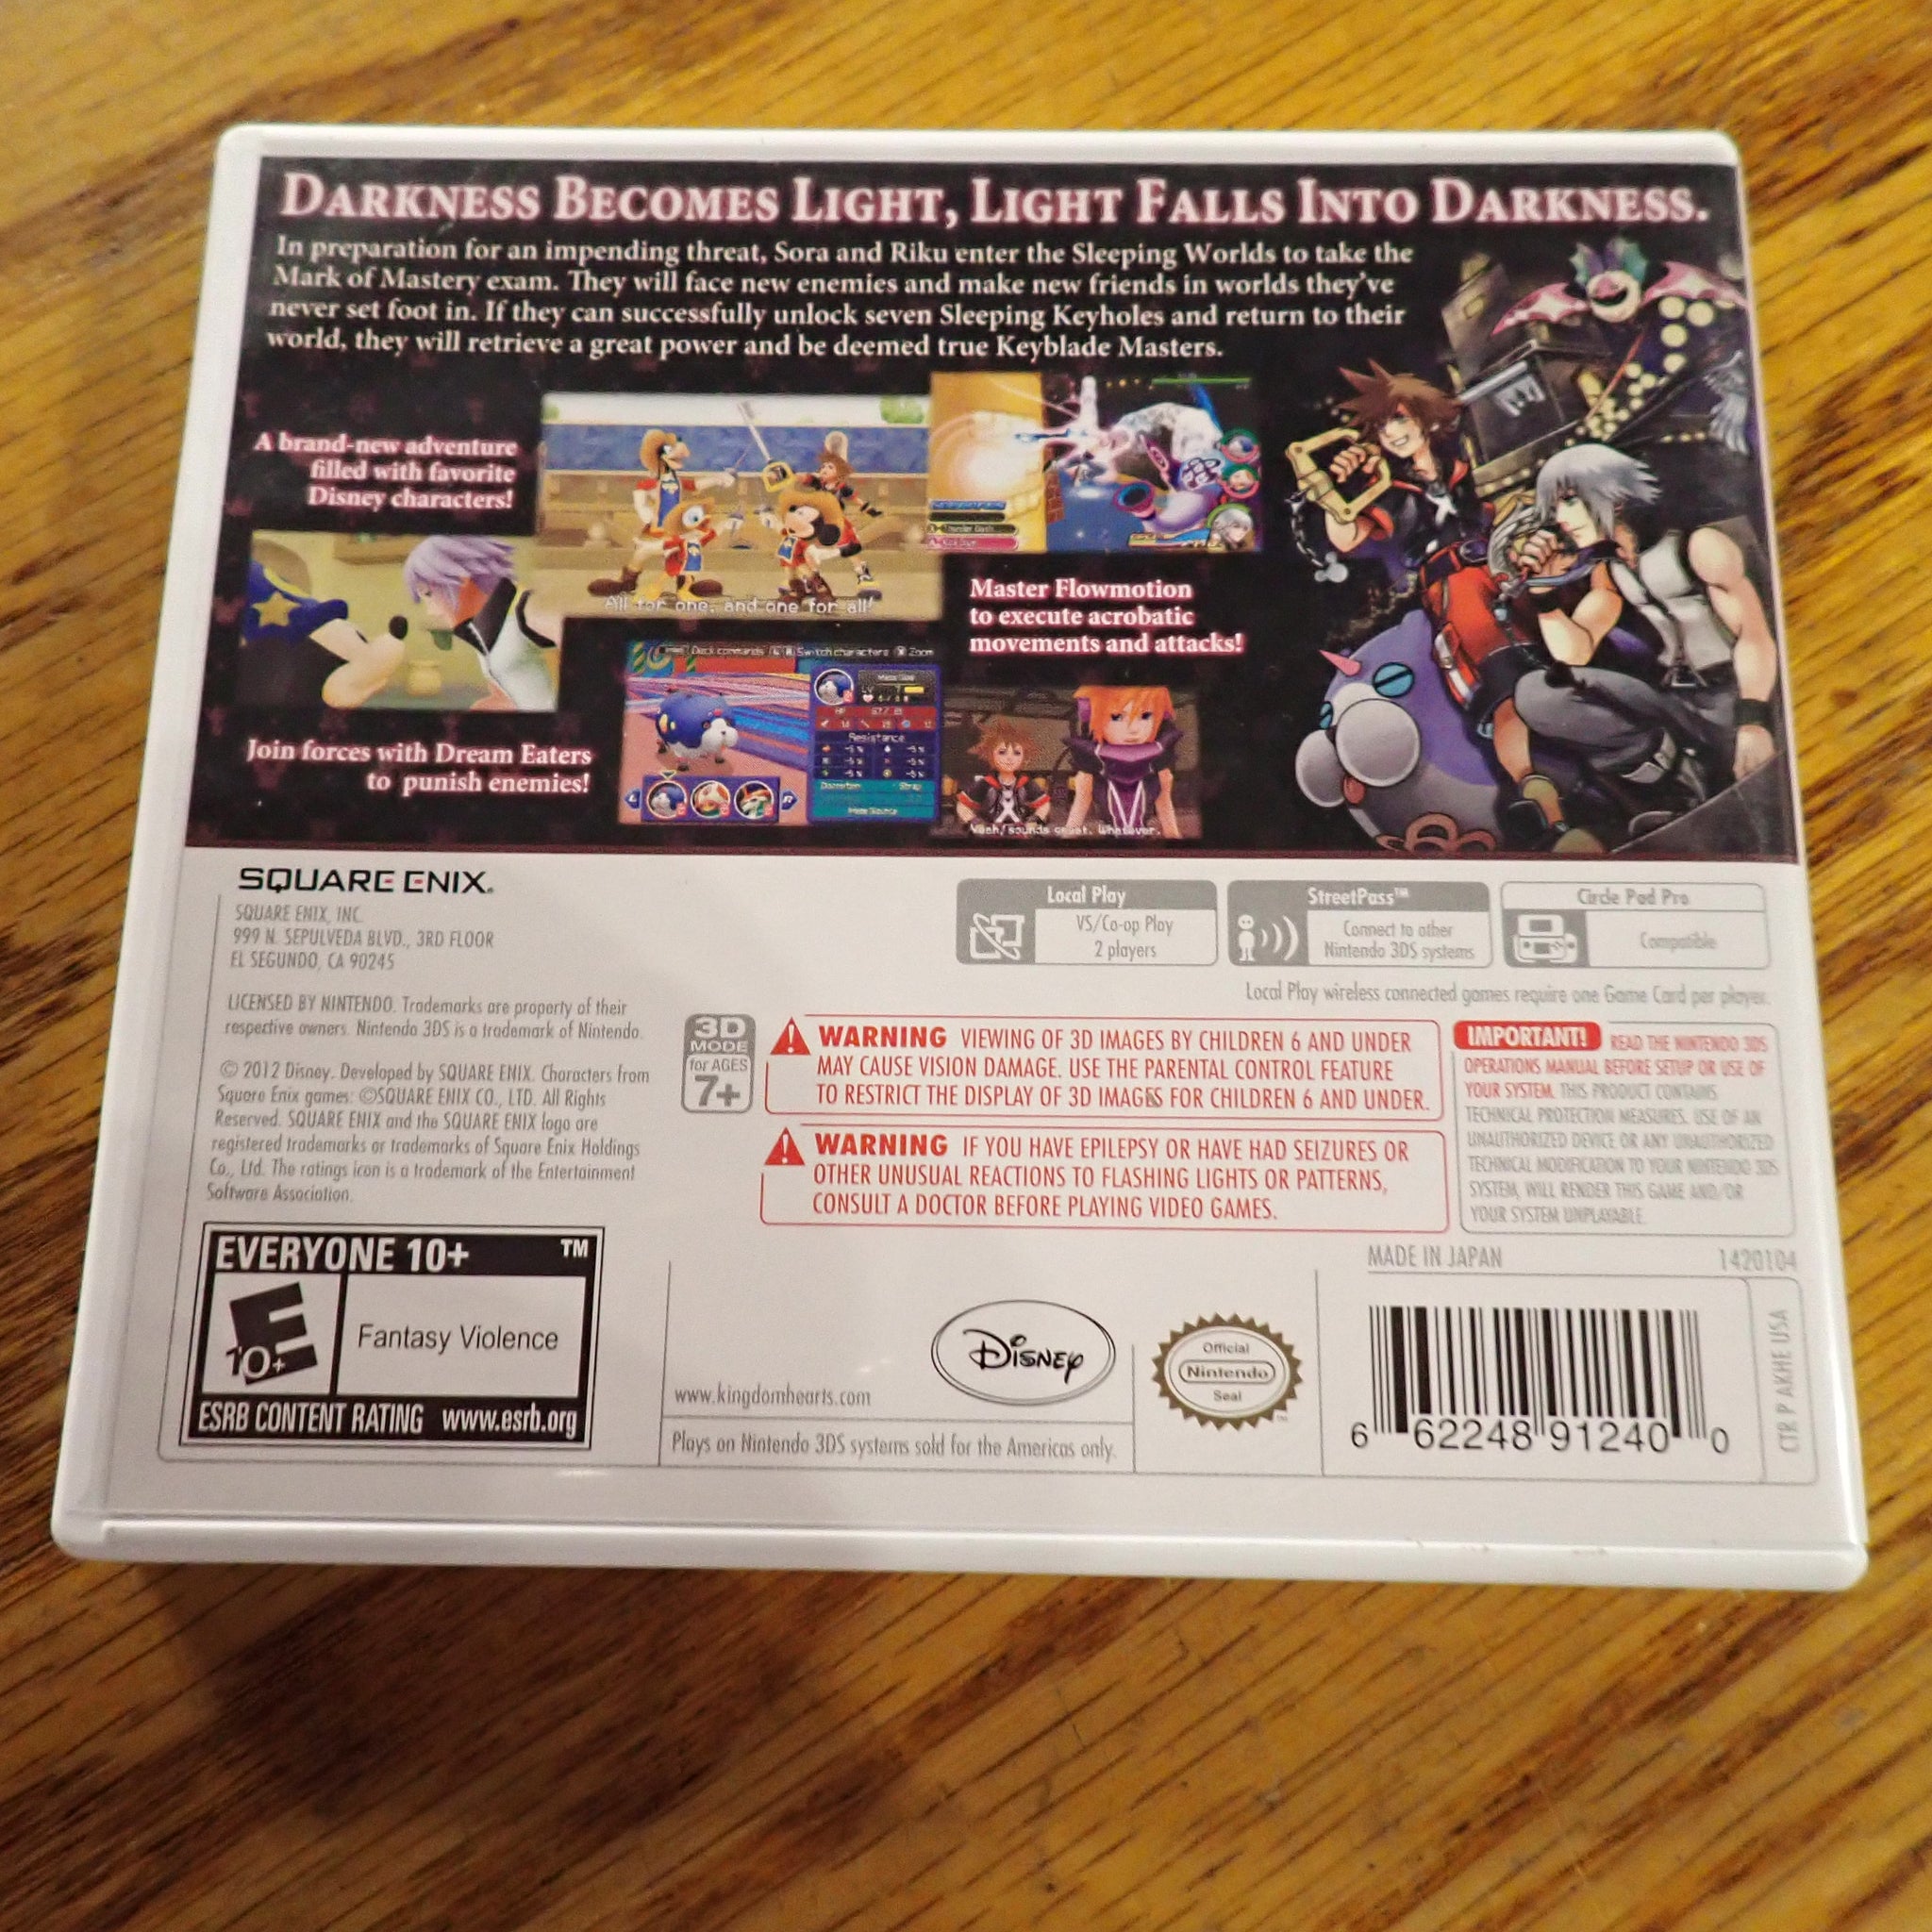 DARKNESS BECOMES LIGHT, LIGHT FALLS INTO DARKNESS.
In preparation for an impending threat, Sora and Riku enter the Sleeping Worlds to take the
Mark of Mastery exam. They will face new enemies and make new friends in worlds they've
never set foot in. If they can successfully unlock seven Sleeping Keyholes and return to their
world, they will retrieve a great power and be deemed true Keyblade Masters.
A brand-new adventure
filled with favorite
Disney characters!
All for one, and one for all!
Master Flowmotion
to execute acrobatic
movements and attacks!
Deck commands L R Switch characters X Zoom
Resistance
Join forces with Dream Eaters
to punish enemies!
L R
Yeah, sounds great. Whatever.
SQUARE ENIX.
SQUARE ENIX, INC.
999 N. SEPULVEDA BLVD., 3RD FLOOR
EL SEGUNDO, CA 90245
LICENSED BY NINTENDO. Trademarks are property of their
respective owners. Nintendo 3DS is a trademark of Nintendo.
© 2012 Disney. Developed by SQUARE ENIX. Characters from
Square Enix games: ©SQUARE ENIX CO., LTD. All Rights
Reserved. SQUARE ENIX and the SQUARE ENIX logo are
registered trademarks or trademarks of Square Enix Holdings
Co., Ltd. The ratings icon is a trademark of the Entertainment
Software Association.
Local Play
VS/Co-op Play
2 players
StreetPass™
Connect to other
Nintendo 3DS systems
Circle Pad Pro
Compatible
Local Play wireless connected games require one Game Card per player.
3D
MODE
for AGES
7+
WARNING VIEWING OF 3D IMAGES BY CHILDREN 6 AND UNDER
MAY CAUSE VISION DAMAGE. USE THE PARENTAL CONTROL FEATURE
TO RESTRICT THE DISPLAY OF 3D IMAGES FOR CHILDREN 6 AND UNDER.
WARNING IF YOU HAVE EPILEPSY OR HAVE HAD SEIZURES OR
OTHER UNUSUAL REACTIONS TO FLASHING LIGHTS OR PATTERNS,
CONSULT A DOCTOR BEFORE PLAYING VIDEO GAMES.
IMPORTANT! READ THE NINTENDO 3DS
OPERATIONS MANUAL BEFORE SETUP OR USE OF
YOUR SYSTEM. THIS PRODUCT CONTAINS
TECHNICAL PROTECTION MEASURES. USE OF AN
UNAUTHORIZED DEVICE OR ANY UNAUTHORIZED
TECHNICAL MODIFICATION TO YOUR NINTENDO 3DS
SYSTEM, WILL RENDER THIS GAME AND/OR
YOUR SYSTEM UNPLAYABLE.
EVERYONE 10+ TM
E
10+
Fantasy Violence
ESRB CONTENT RATING www.esrb.org
www.kingdomhearts.com
Disney
Plays on Nintendo 3DS systems sold for the Americas only.
Official
Nintendo
Seal
MADE IN JAPAN 1420104
6 62248 91240 0
CTR P AKHE USA